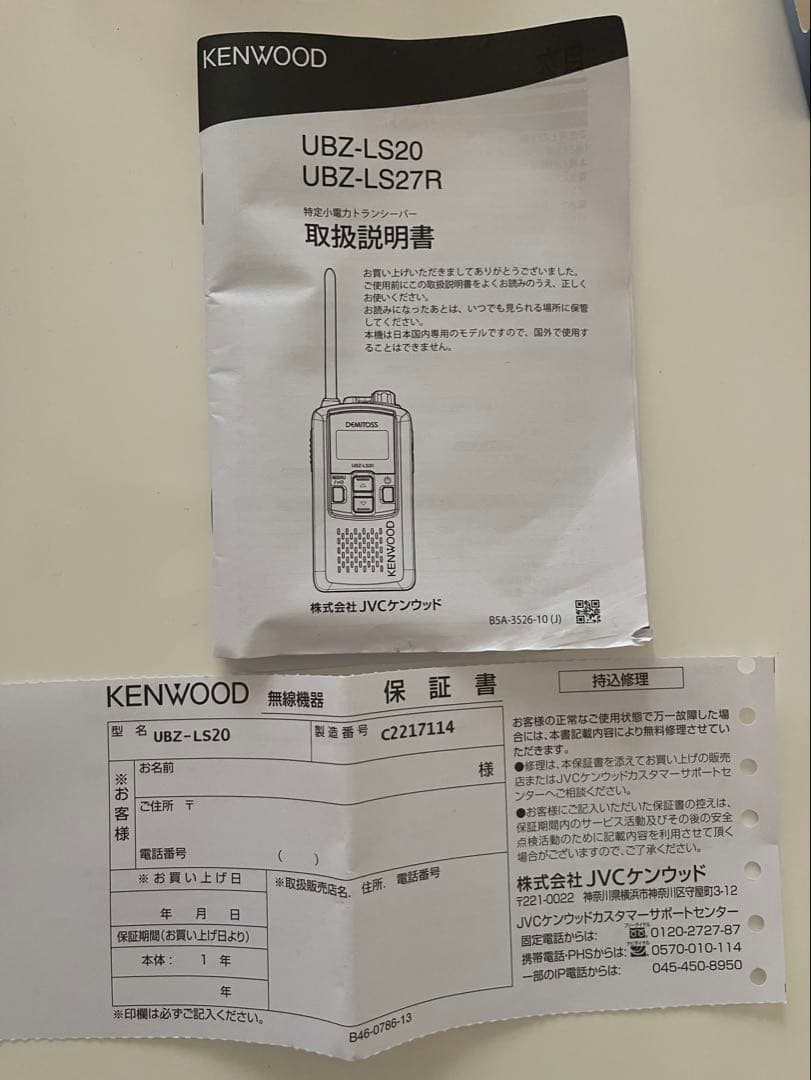 KENWOOD
UBZ-LS20
UBZ-LS27R
特定小電力トランシーバー
取扱説明書
お買い上げいただきましてありがとうございました。
ご使用前にこの取扱説明書をよくお読みのうえ、正しく
お使いください。
お読みになったあとは、いつでも見られる場所に保管
してください。
本機は日本国内専用のモデルですので、国外で使用す
ることはできません。
DEMITOSS
UBZ-LS20
MENU
KENWOOD
株式会社 JVCケンウッド
B5A-3526-10 (J)
KENWOOD 無線機器 保証書
持込修理
型名 UBZ-LS20 製造番号 C2217114
※お客様
お名前 様
ご住所 〒
電話番号 ( )
※お買い上げ日
年 月 日
保証期間(お買い上げ日より)
本体: 1 年
年
※取扱販売店名. 住所. 電話番号
※印欄は必ずご記入ください。
B46-0786-13
お客様の正常なご使用状態で万一故障した場
合には、本書記載内容により無料修理させてい
ただきます。
●修理は、本保証書を添えてお買い上げの販売
店またはJVCケンウッドカスタマーサポートセ
ンターへご相談ください。
●お客様にご記入いただいた保証書の控えは、
保証期間内のサービス活動及びその後の安全
点検活動のために記載内容を利用させて頂く
場合がございますので、ご了承ください。
株式会社 JVCケンウッド
〒221-0022 神奈川県横浜市神奈川区守屋町3-12
JVCケンウッドカスタマーサポートセンター
固定電話からは: フリーダイヤル 0120-2727-87
携帯電話・PHSからは: ナビダイヤル 0570-010-114
一部のIP電話からは: 045-450-8950